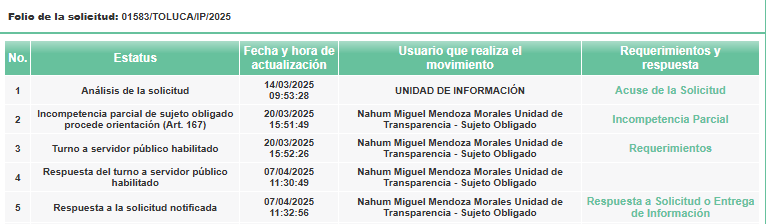 Folio de la solicitud: 01583/TOLUCA/IP/2025
No. Estatus Fecha y hora de actualización Usuario que realiza el movimiento Requerimientos y respuesta
1 Análisis de la solicitud 14/03/2025 09:53:28 UNIDAD DE INFORMACIÓN Acuse de la Solicitud
2 Incompetencia parcial de sujeto obligado procede orientación (Art. 167) 20/03/2025 15:51:49 Nahum Miguel Mendoza Morales Unidad de Transparencia - Sujeto Obligado Incompetencia Parcial
3 Turno a servidor público habilitado 20/03/2025 15:52:26 Nahum Miguel Mendoza Morales Unidad de Transparencia - Sujeto Obligado Requerimientos
4 Respuesta del turno a servidor público habilitado 07/04/2025 11:30:49 Nahum Miguel Mendoza Morales Unidad de Transparencia - Sujeto Obligado
5 Respuesta a la solicitud notificada 07/04/2025 11:32:56 Nahum Miguel Mendoza Morales Unidad de Transparencia - Sujeto Obligado Respuesta a Solicitud o Entrega de Información